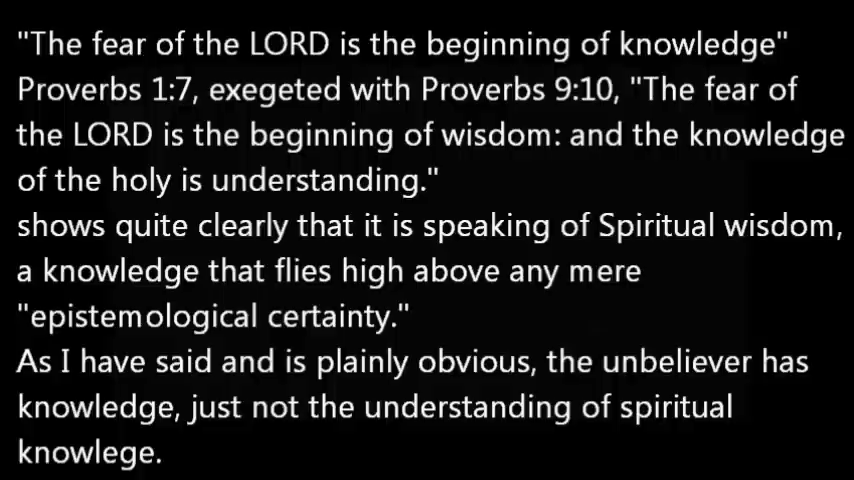 "The fear of the LORD is the beginning of knowledge"
Proverbs 1:7, exegeted with Proverbs 9:10, "The fear of
the LORD is the beginning of wisdom: and the knowledge
of the holy is understanding."
shows quite clearly that it is speaking of Spiritual wisdom,
a knowledge that flies high above any mere
"epistemological certainty."
As I have said and is plainly obvious, the unbeliever has
knowledge, just not the understanding of spiritual
knowlege.